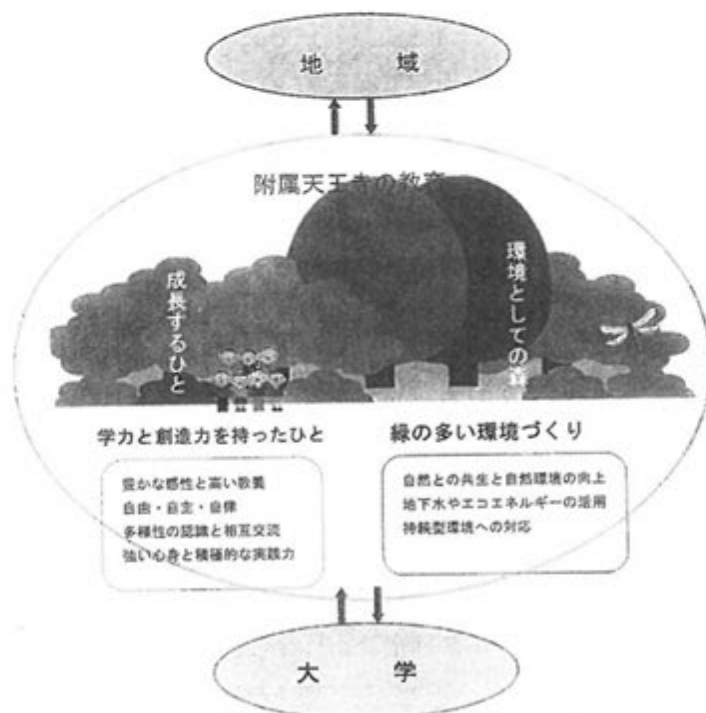 地　域
附属天王寺の教育
成長するひと
環境としての森
学力と創造力を持ったひと
豊かな感性と高い教養
自由・自主・自律
多様性の認識と相互交流
強い心身と積極的な実践力
緑の多い環境づくり
自然との共生と自然環境の向上
地下水やエコエネルギーの活用
持続型環境への対応
大　学